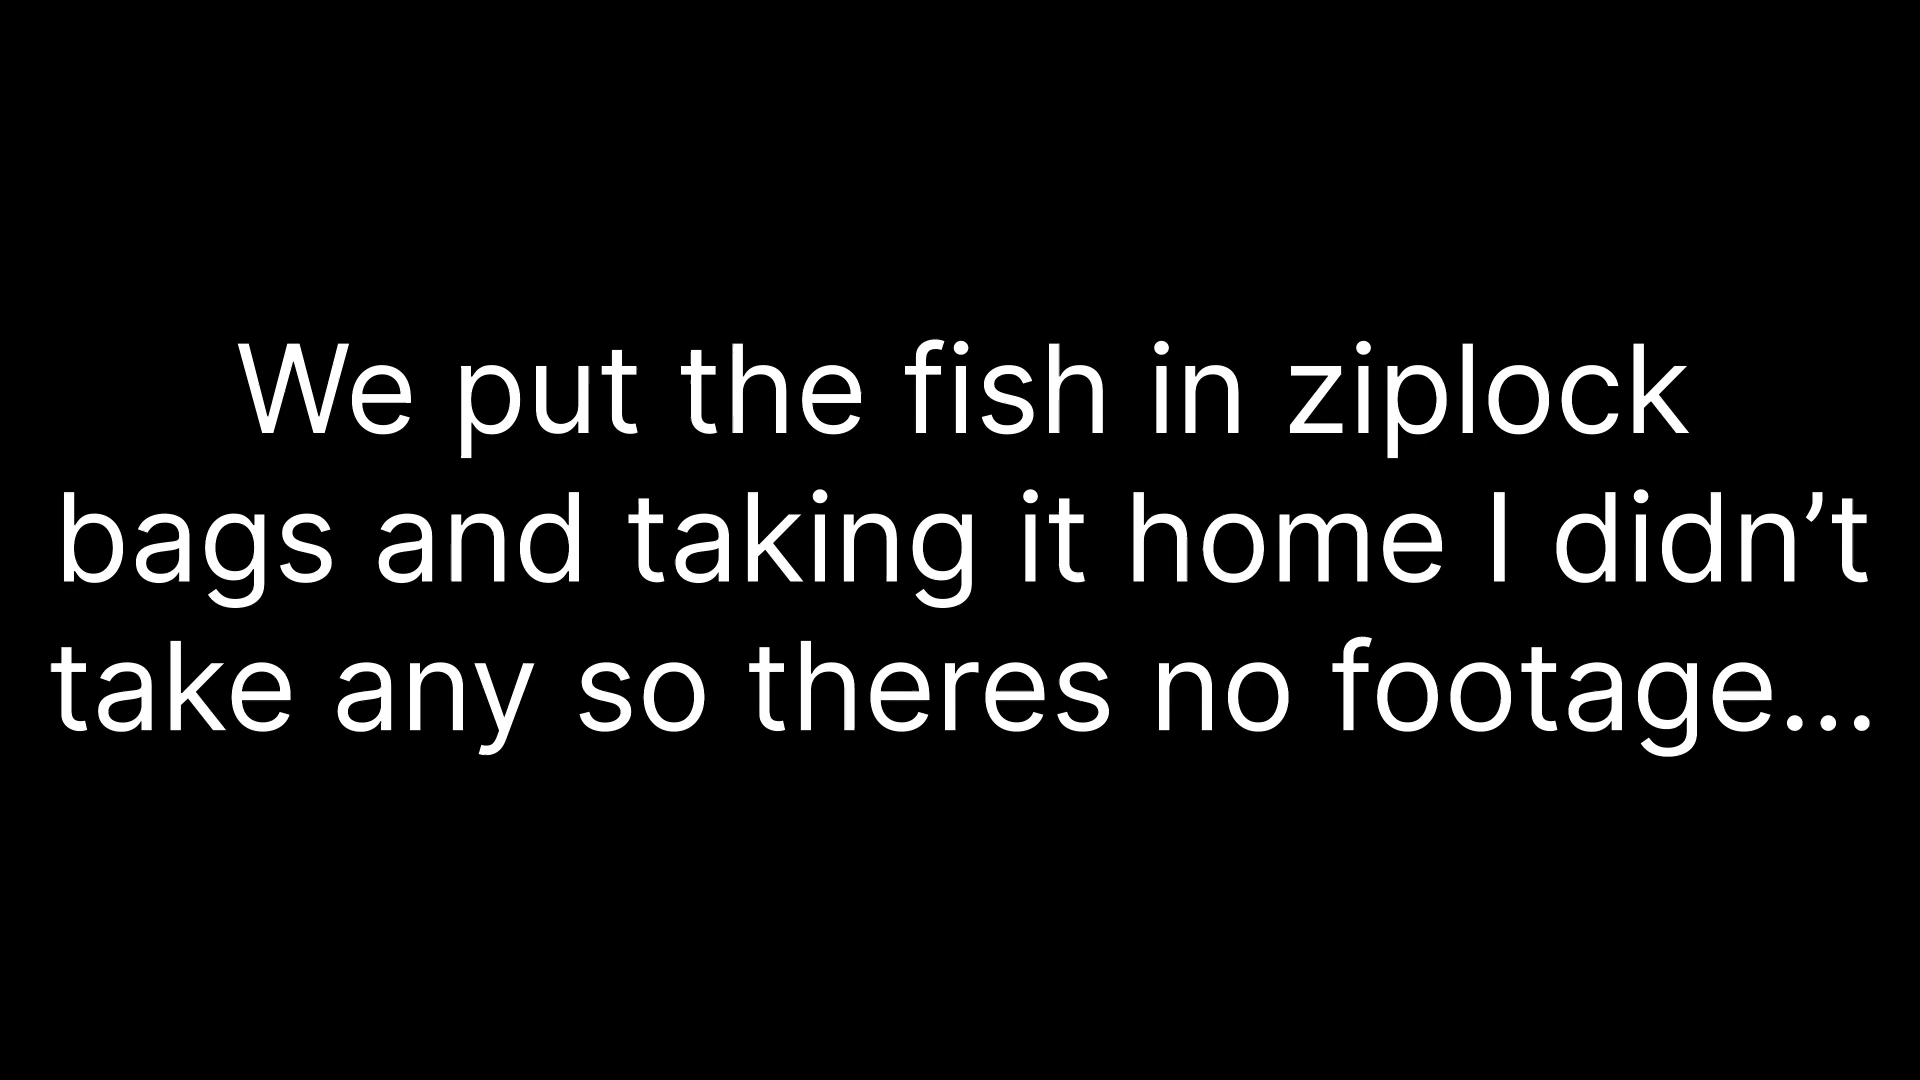 We put the fish in ziplock
bags and taking it home I didn’t
take any so theres no footage...